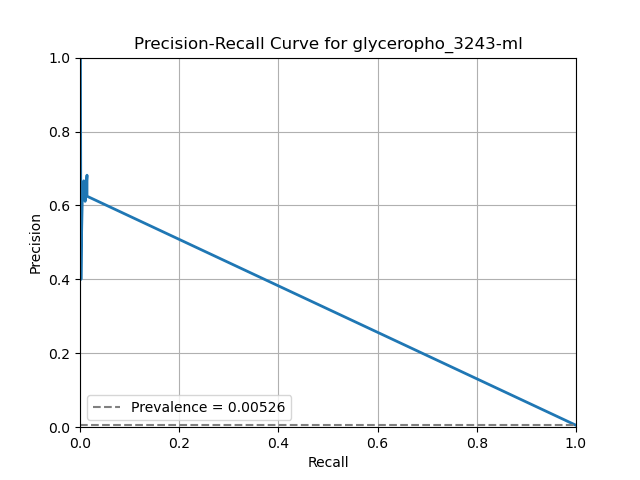 Precision-Recall Curve for glyceropho_3243-ml
1.0
0.8
0.6
0.4
0.2
0.0
Precision
Prevalence = 0.00526
0.0 0.2 0.4 0.6 0.8 1.0
Recall